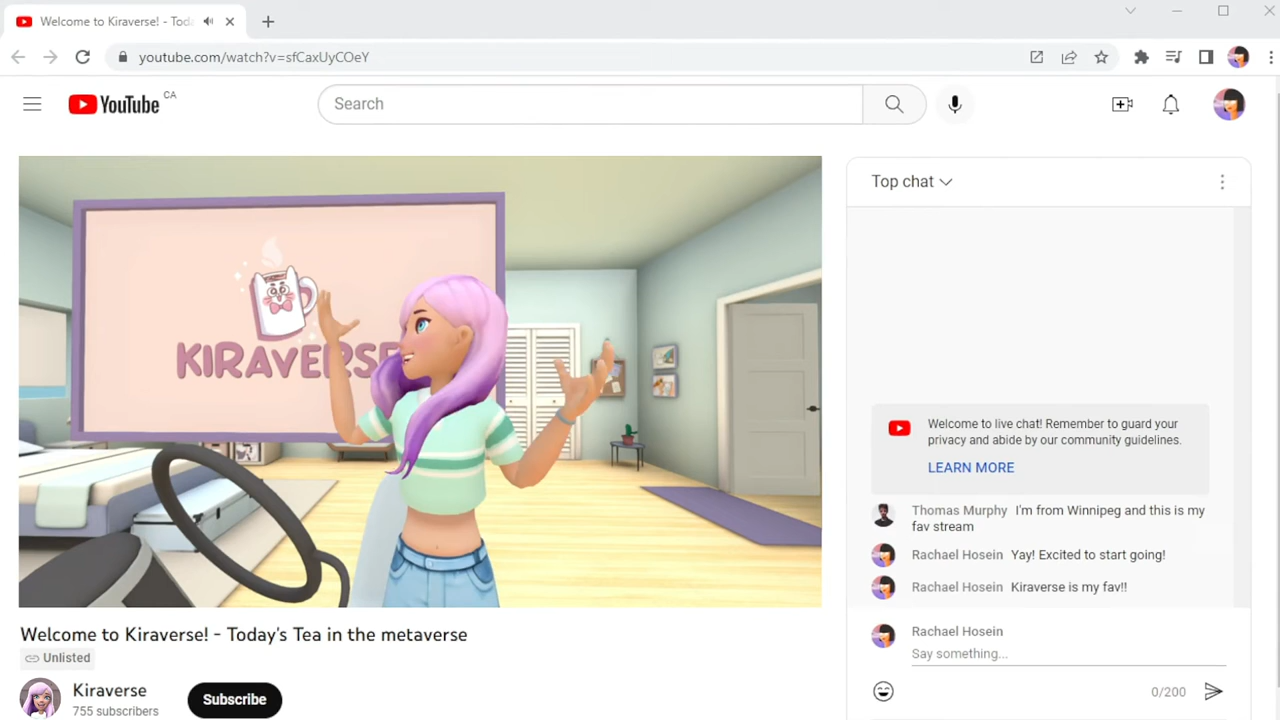 Welcome to Kiraverse! - Toda
youtube.com/watch?v=sfCaxUyCOeY
YouTube CA
Search
Top chat
KIRAVERSE
Welcome to live chat! Remember to guard your
privacy and abide by our community guidelines.
LEARN MORE
Thomas Murphy I'm from Winnipeg and this is my
fav stream
Rachael Hosein Yay! Excited to start going!
Rachael Hosein Kiraverse is my fav!!
Rachael Hosein
Say something...
0/200
Welcome to Kiraverse! - Today's Tea in the metaverse
Unlisted
Kiraverse
755 subscribers
Subscribe